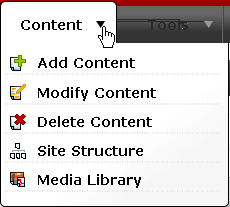 Content Tools
Add Content
Modify Content
Delete Content
Site Structure
Media Library